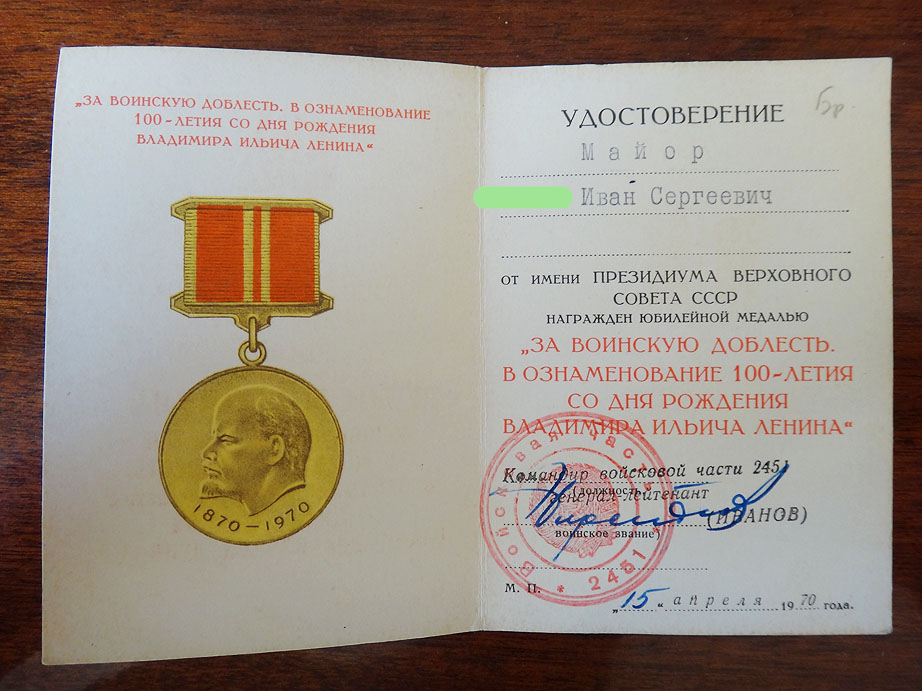 „ЗА ВОИНСКУЮ ДОБЛЕСТЬ. В ОЗНАМЕНОВАНИЕ
100-ЛЕТИЯ СО ДНЯ РОЖДЕНИЯ
ВЛАДИМИРА ИЛЬИЧА ЛЕНИНА“
1870-1970
Бр.
УДОСТОВЕРЕНИЕ
Майор
Иван Сергеевич
ОТ ИМЕНИ ПРЕЗИДИУМА ВЕРХОВНОГО
СОВЕТА СССР
НАГРАЖДЕН ЮБИЛЕЙНОЙ МЕДАЛЬЮ
„ЗА ВОИНСКУЮ ДОБЛЕСТЬ.
В ОЗНАМЕНОВАНИЕ 100-ЛЕТИЯ
СО ДНЯ РОЖДЕНИЯ
ВЛАДИМИРА ИЛЬИЧА ЛЕНИНА“
Командир войсковой части 2451
(должность,
генерал-лейтенант
(ИВАНОВ)
воинское звание)
Войсковая часть * 2451 *
М. П.
„15“ апреля 1970 года.